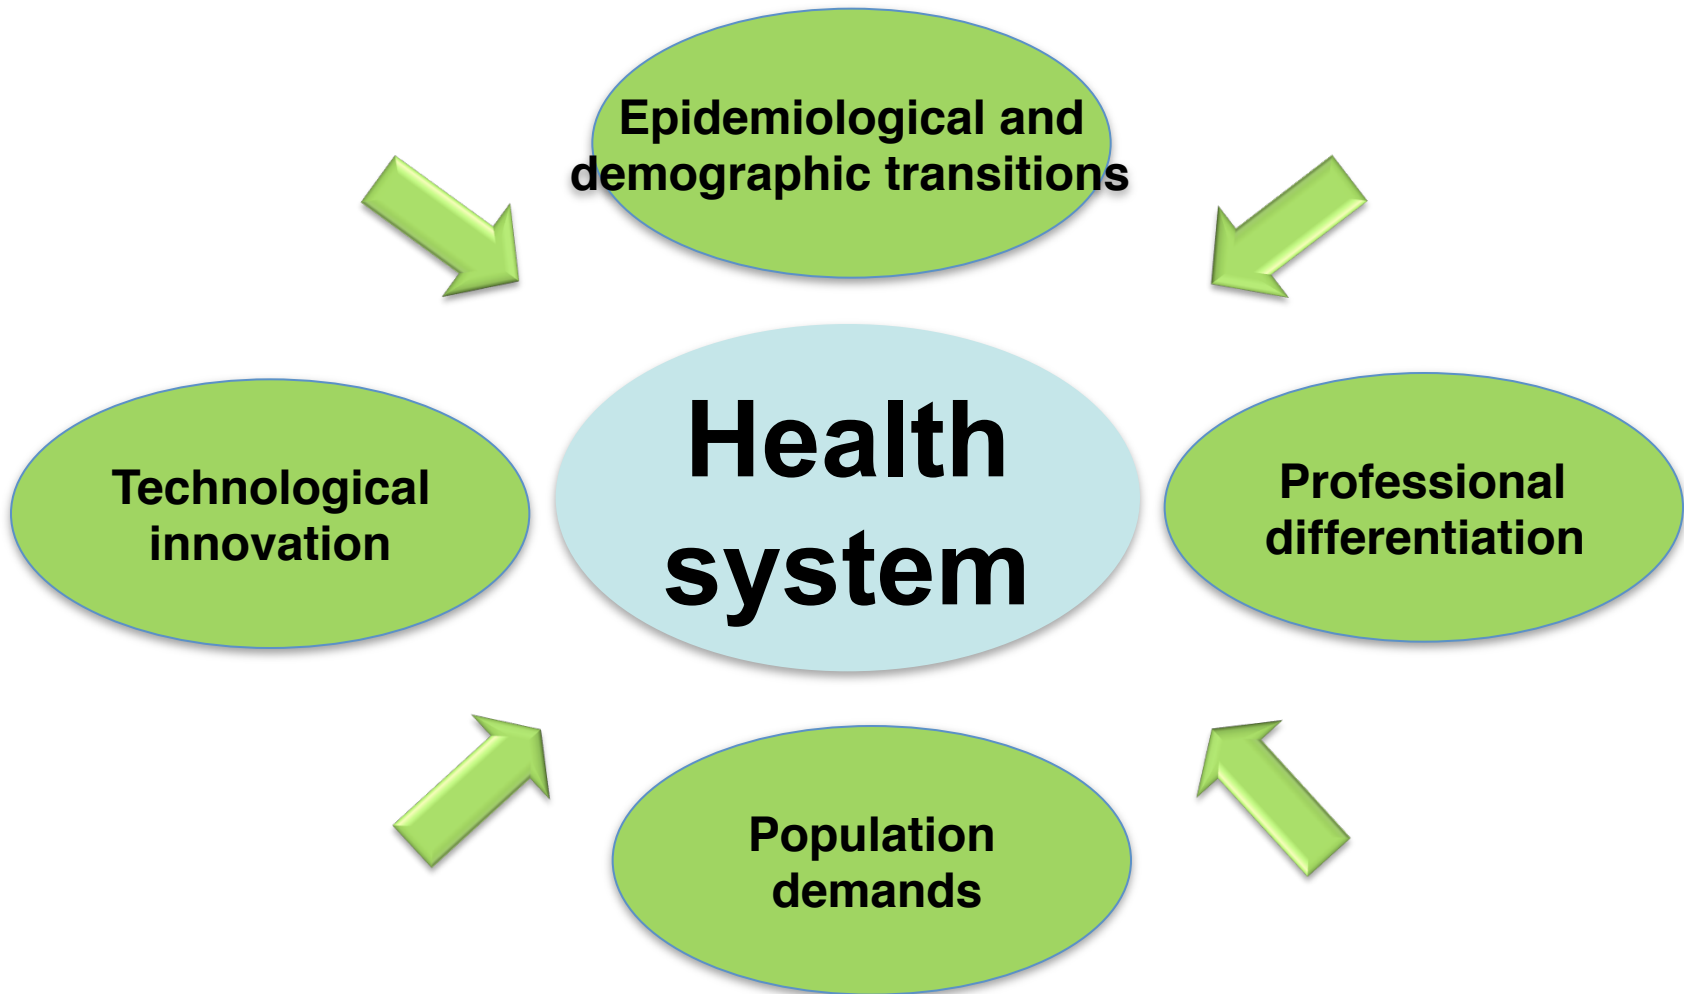 Epidemiological and
demographic transitions
Health
system
Technological
innovation
Professional
differentiation
Population
demands